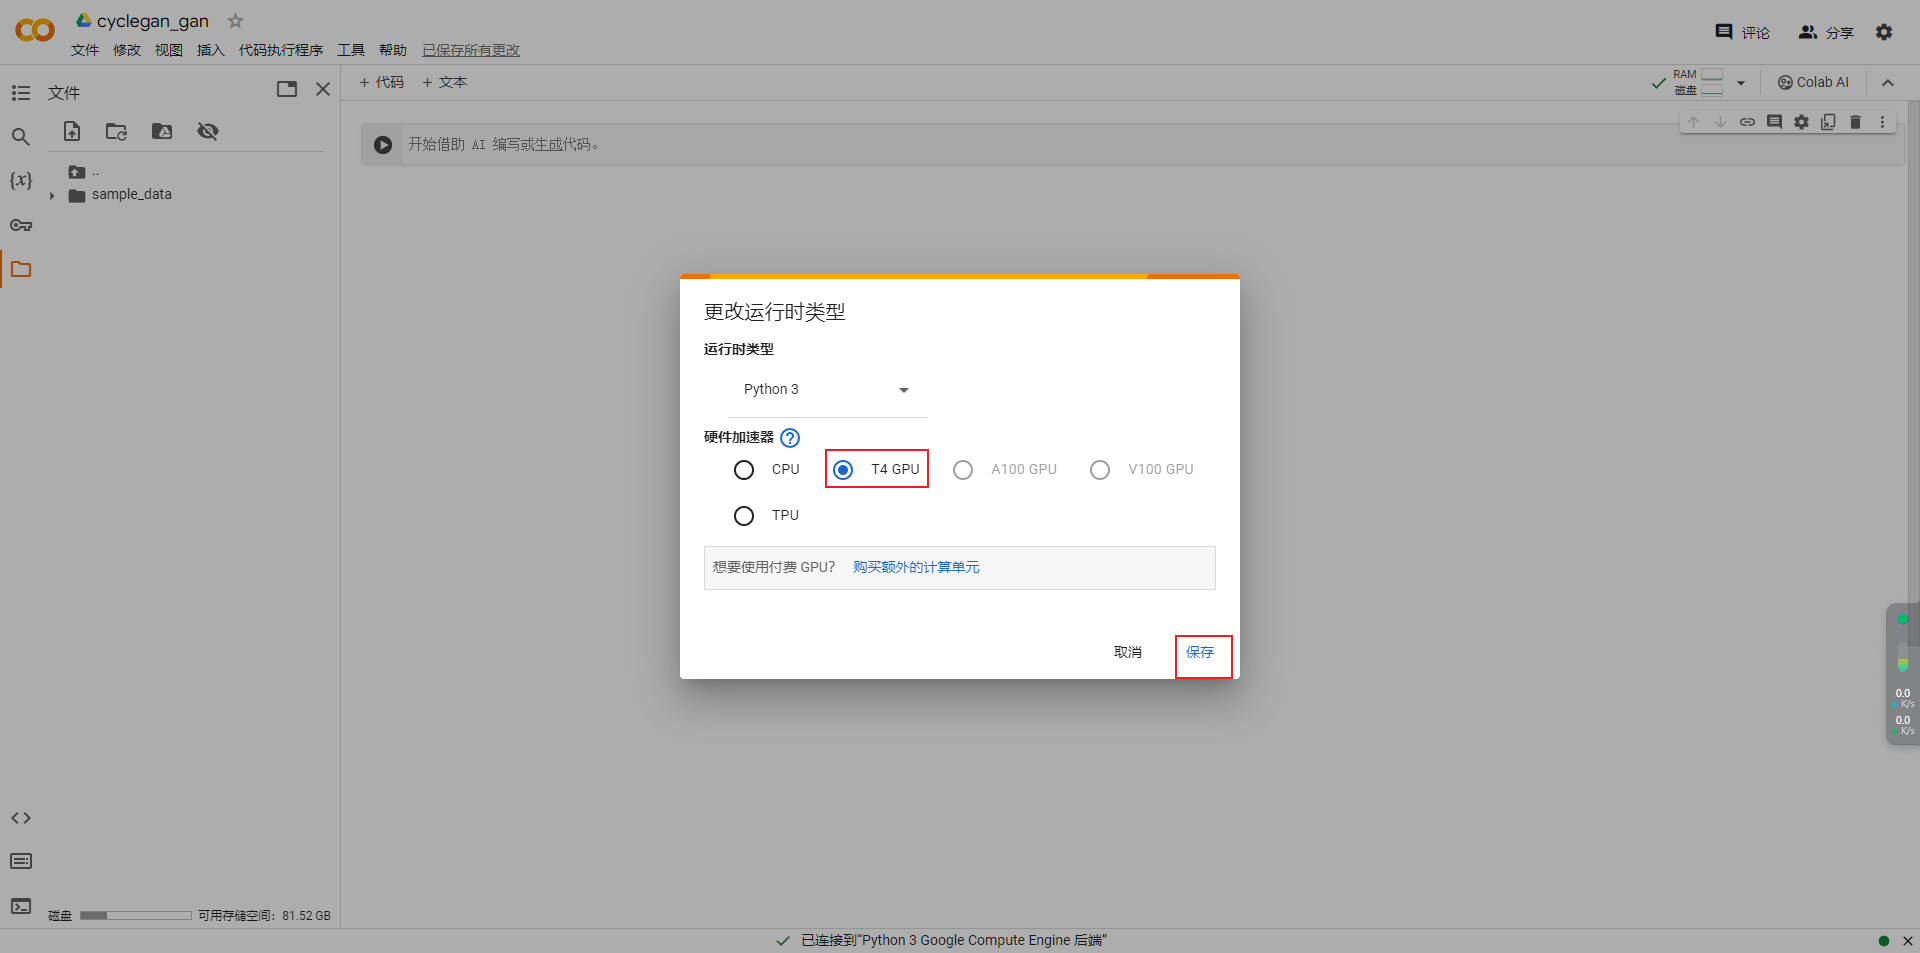 cyclegan_gan
文件 修改 视图 插入 代码执行程序 工具 帮助 已保存所有更改
评论 分享
文件
+ 代码 + 文本
RAM
磁盘
Colab AI
开始借助 AI 编写或生成代码。
{x}
..
sample_data
更改运行时类型
运行时类型
Python 3
硬件加速器 ?
CPU T4 GPU A100 GPU V100 GPU
TPU
想要使用付费 GPU? 购买额外的计算单元
取消 保存
0.0
K/s
0.0
K/s
磁盘 可用存储空间: 81.52 GB
已连接到“Python 3 Google Compute Engine 后端”